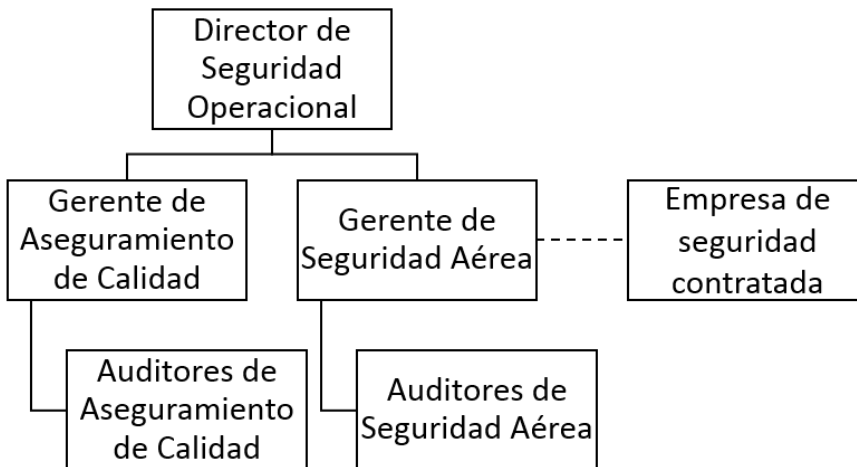 Director de
Seguridad
Operacional
Gerente de
Aseguramiento
de Calidad
Gerente de
Seguridad Aérea
Empresa de
seguridad
contratada
Auditores de
Aseguramiento
de Calidad
Auditores de
Seguridad Aérea